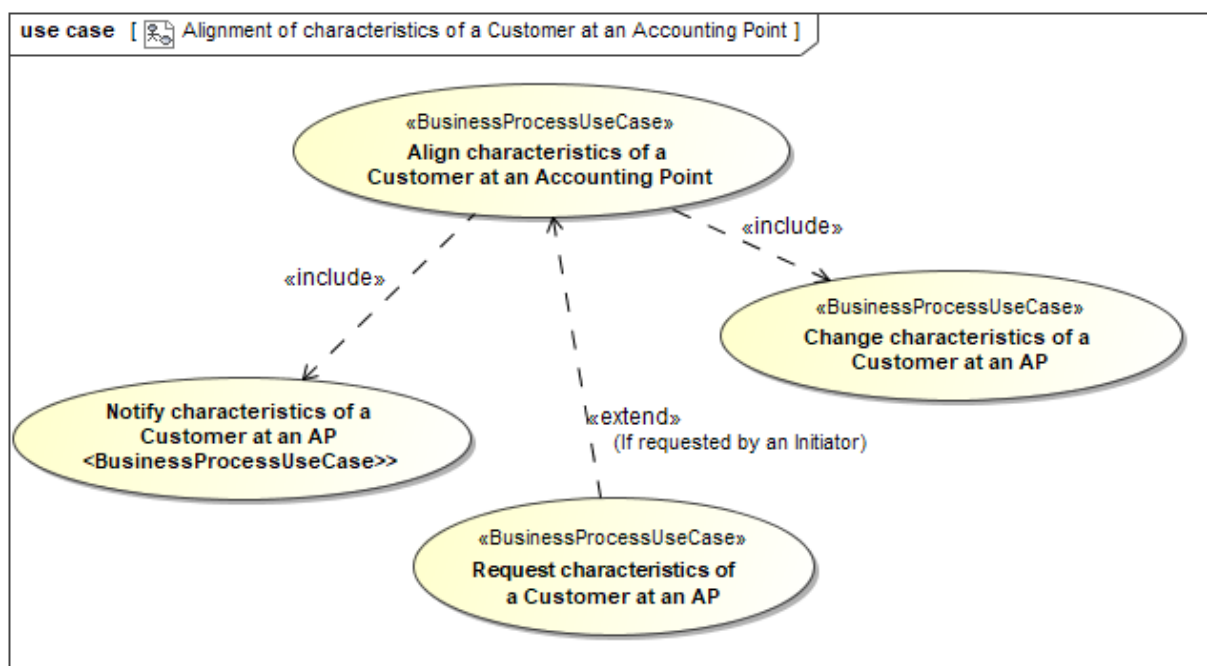 use case [ Alignment of characteristics of a Customer at an Accounting Point ]
«BusinessProcessUseCase»
Align characteristics of a
Customer at an Accounting Point
«include»
«include»
«BusinessProcessUseCase»
Change characteristics of a
Customer at an AP
Notify characteristics of a
Customer at an AP
<BusinessProcessUseCase>>
«extend»
(If requested by an Initiator)
«BusinessProcessUseCase»
Request characteristics of
a Customer at an AP